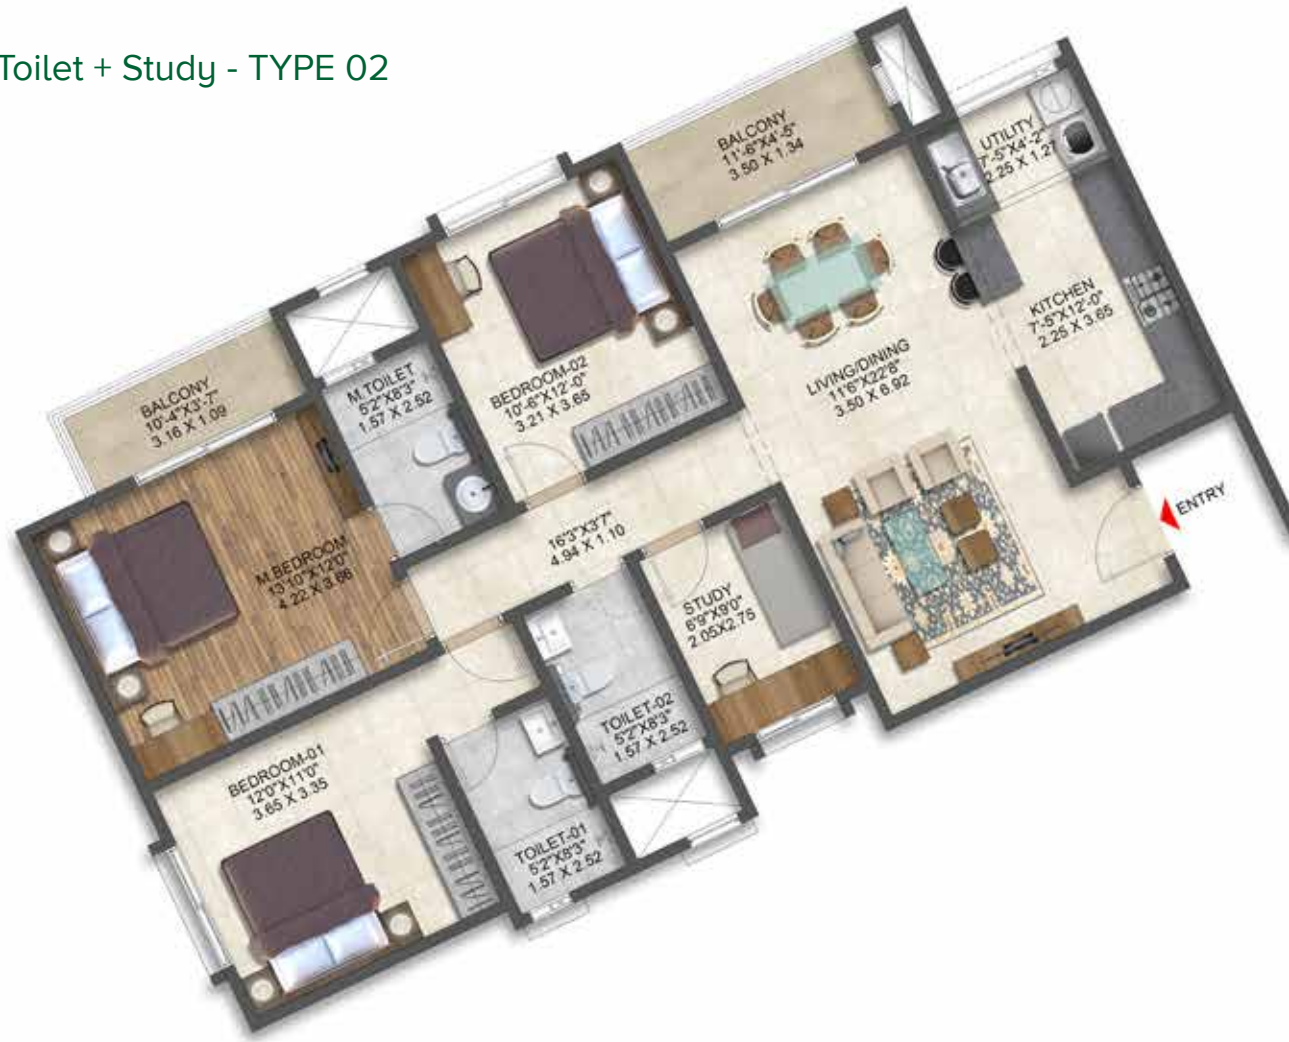 Toilet + Study - TYPE 02
BALCONY
11'-6"X4'-5"
3.50 X 1.34
UTILITY
7'-5"X4'-2"
2.25 X 1.27
KITCHEN
7'-5"X12'-0"
2.25 X 3.65
LIVING/DINING
11'6"X22'8"
3.50 X 6.92
ENTRY
BEDROOM-02
10'-6"X12'-0"
3.21 X 3.65
M.TOILET
5'2"X8'3"
1.57 X 2.52
BALCONY
10'-4"X3'-7"
3.16 X 1.09
M.BEDROOM
13'10"X12'0"
4.22 X 3.66
16'3"X3'7"
4.94 X 1.10
STUDY
6'9"X9'0"
2.05X2.75
TOILET-02
5'2"X8'3"
1.57 X 2.52
BEDROOM-01
12'0"X11'0"
3.65 X 3.35
TOILET-01
5'2"X8'3"
1.57 X 2.52